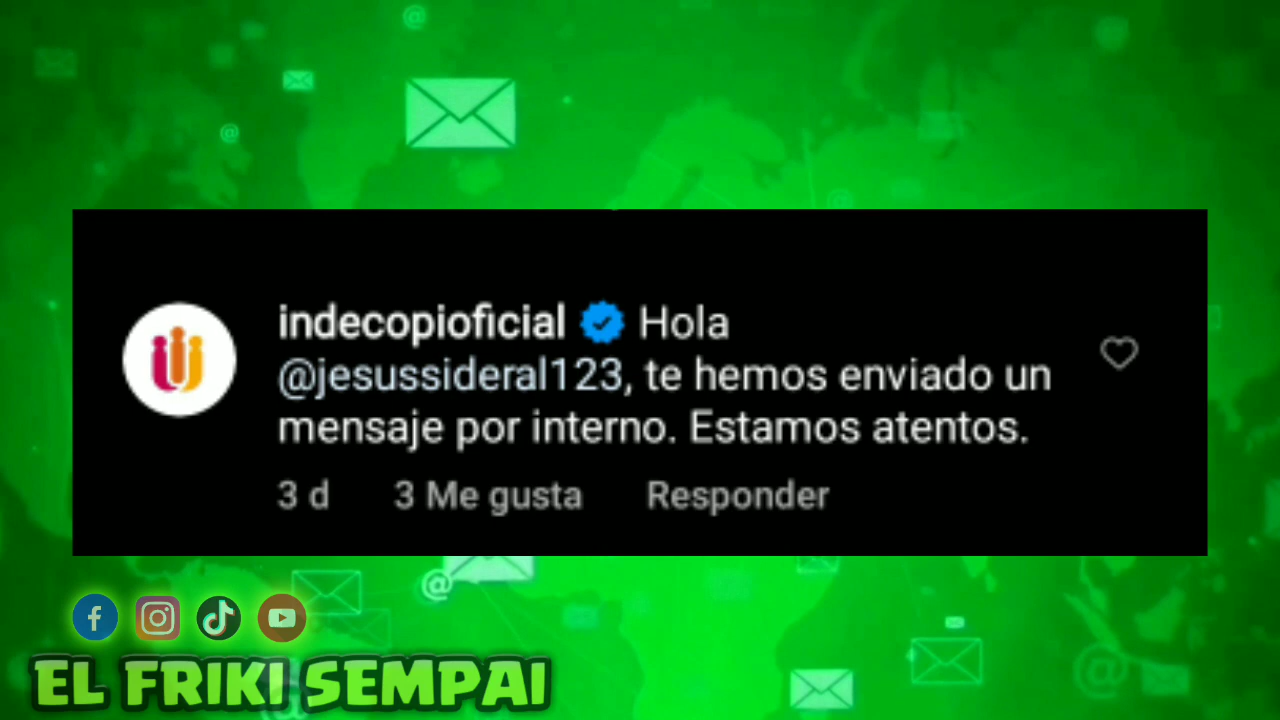 indecopioficial Hola
@jesussideral123, te hemos enviado un
mensaje por interno. Estamos atentos.
3 d 3 Me gusta Responder
EL FRIKI SEMPAI